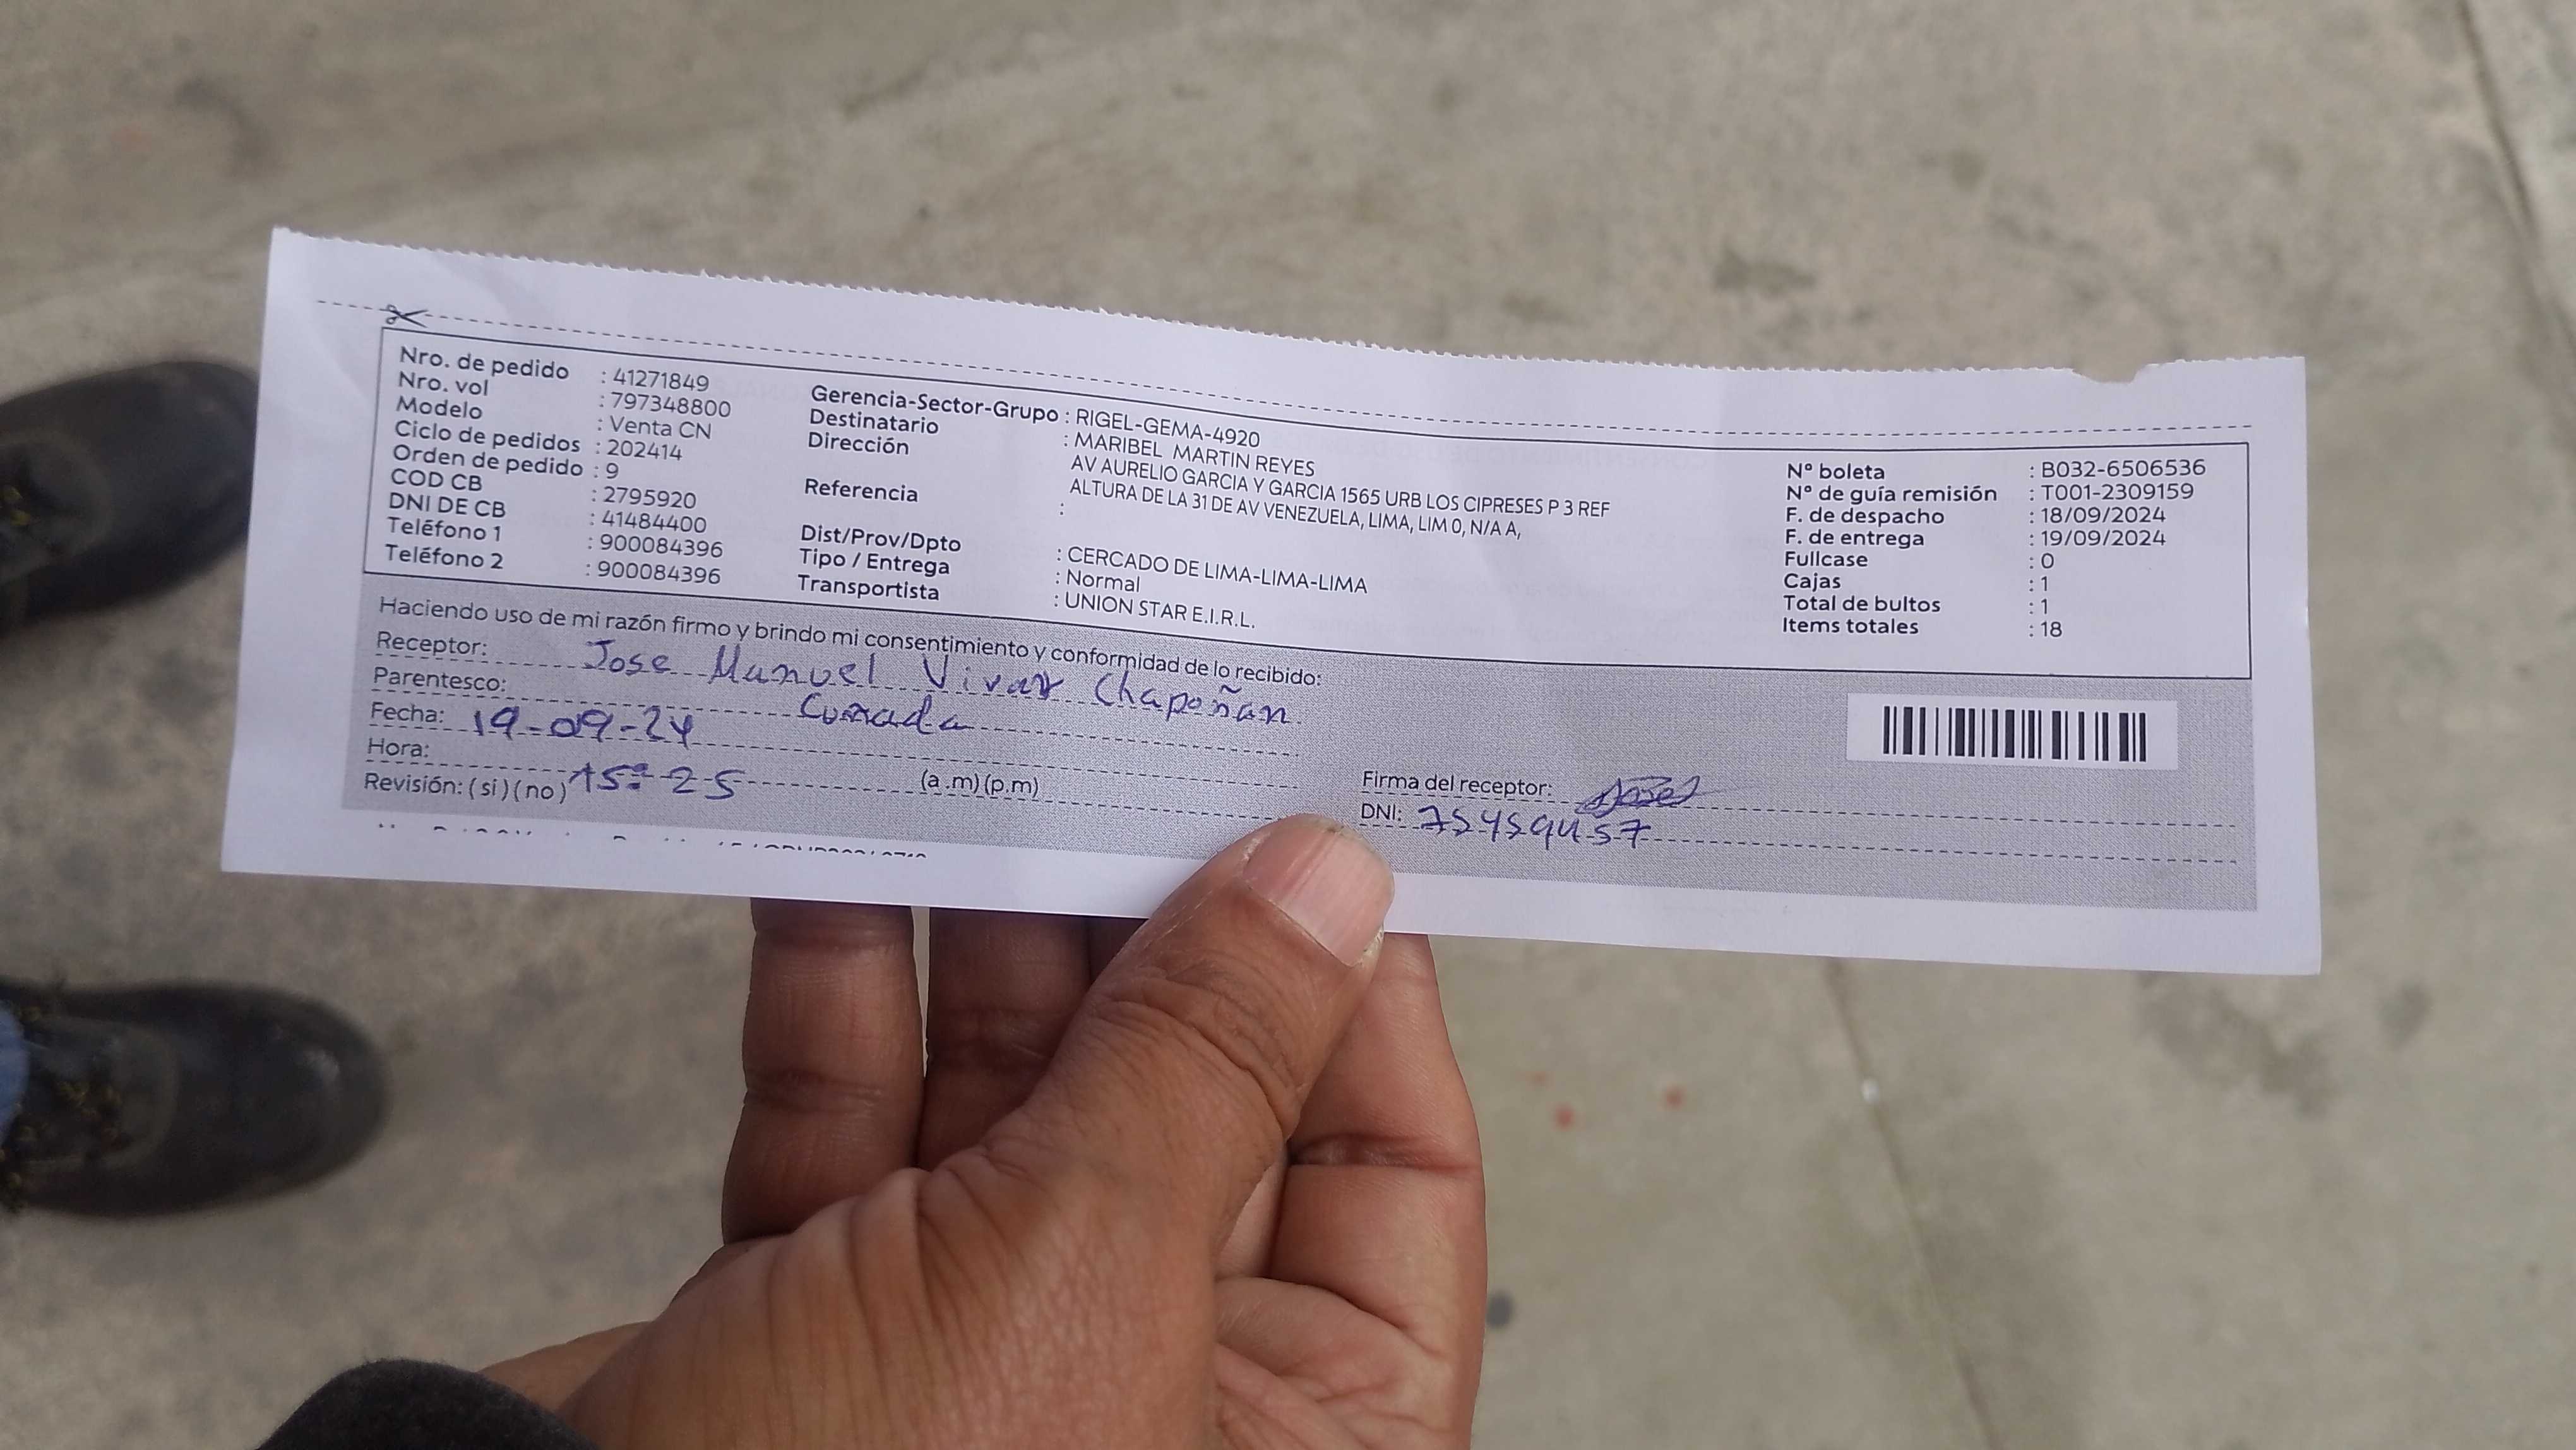 Nro. de pedido : 41271849
Nro. vol : 797348800
Modelo : Venta CN
Ciclo de pedidos : 202414
Orden de pedido : 9
COD CB : 2795920
DNI DE CB : 41484400
Teléfono 1 : 900084396
Teléfono 2 : 900084396
Gerencia-Sector-Grupo : RIGEL-GEMA-4920
Destinatario : MARIBEL MARTIN REYES
Dirección AV AURELIO GARCIA Y GARCIA 1565 URB LOS CIPRESES P 3 REF
ALTURA DE LA 31 DE AV VENEZUELA, LIMA, LIM 0, N/A A,
Referencia :
Dist/Prov/Dpto : CERCADO DE LIMA-LIMA-LIMA
Tipo / Entrega : Normal
Transportista : UNION STAR E.I.R.L.
N° boleta : B032-6506536
N° de guía remisión : T001-2309159
F. de despacho : 18/09/2024
F. de entrega : 19/09/2024
Fullcase : 0
Cajas : 1
Total de bultos : 1
Items totales : 18
Haciendo uso de mi razón firmo y brindo mi consentimiento y conformidad de lo recibido:
Receptor: Jose Manuel Vivar Chapoñan
Parentesco:
Fecha: 19-09-24
Hora: 15:25 (a.m)(p.m)
Revisión: (si)(no)
Firma del receptor:
DNI: